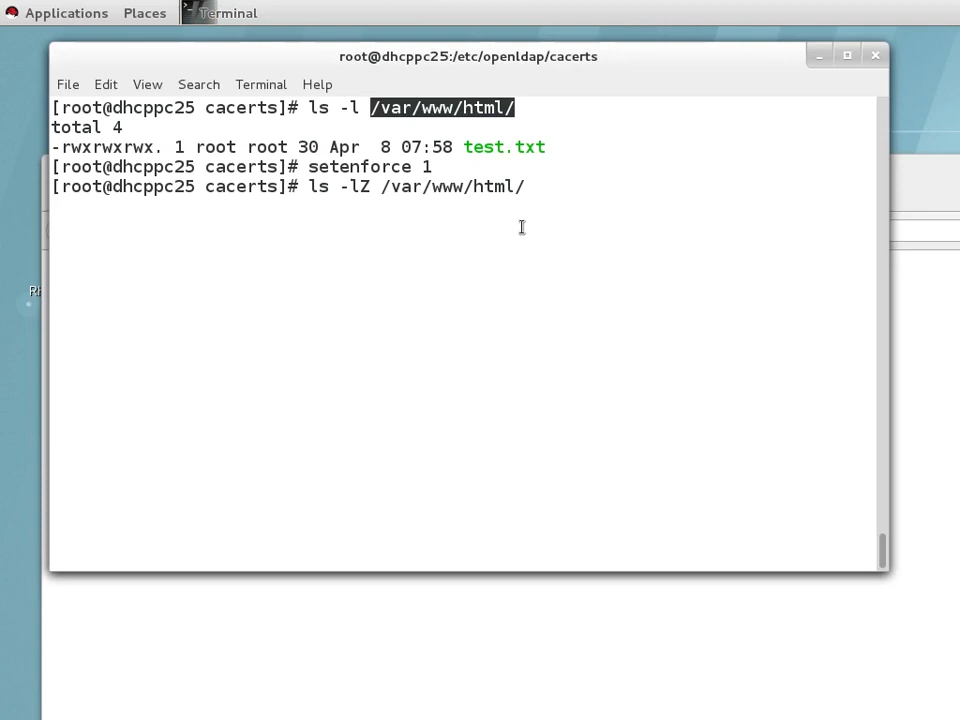 Applications Places Terminal
root@dhcppc25:/etc/openldap/cacerts
File Edit View Search Terminal Help
[root@dhcppc25 cacerts]# ls -l /var/www/html/
total 4
-rwxrwxrwx. 1 root root 30 Apr  8 07:58 test.txt
[root@dhcppc25 cacerts]# setenforce 1
[root@dhcppc25 cacerts]# ls -lZ /var/www/html/